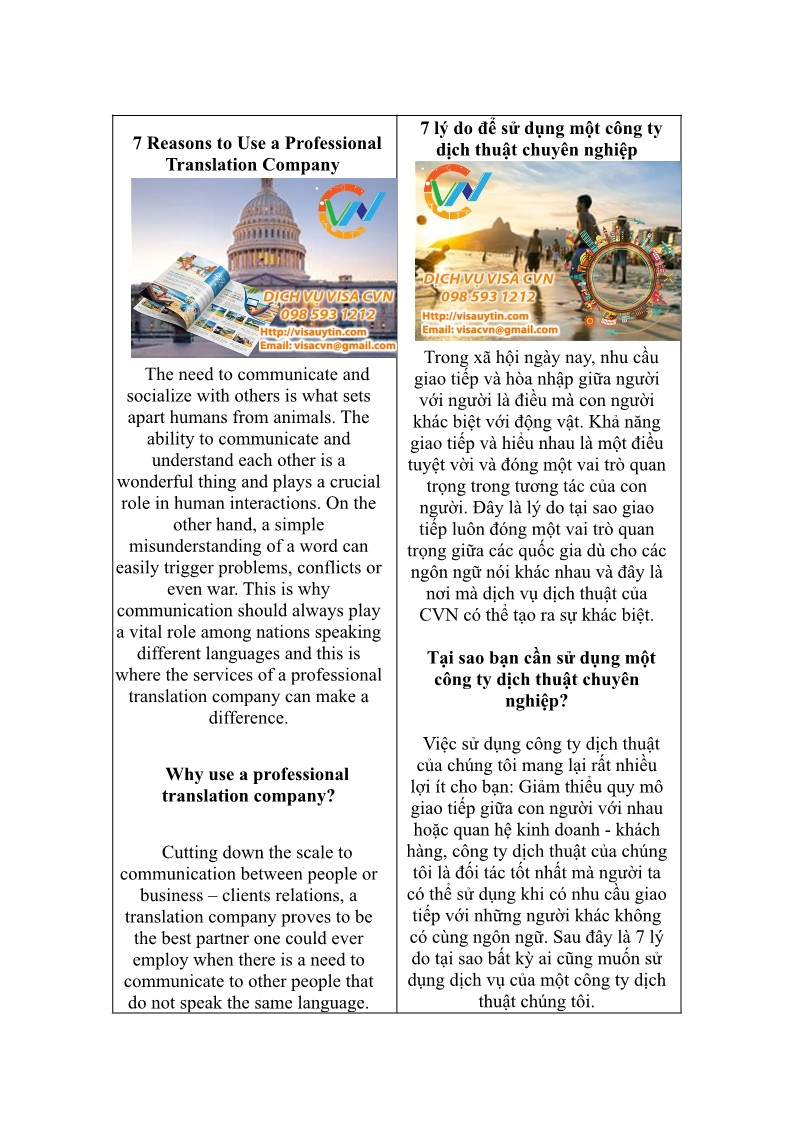 7 Reasons to Use a Professional
Translation Company
CVN
DỊCH VỤ VISA CVN
098 593 1212
Http://visauytin.com
Email: visacvn@gmail.com
The need to communicate and
socialize with others is what sets
apart humans from animals. The
ability to communicate and
understand each other is a
wonderful thing and plays a crucial
role in human interactions. On the
other hand, a simple
misunderstanding of a word can
easily trigger problems, conflicts or
even war. This is why
communication should always play
a vital role among nations speaking
different languages and this is
where the services of a professional
translation company can make a
difference.
Why use a professional
translation company?
Cutting down the scale to
communication between people or
business – clients relations, a
translation company proves to be
the best partner one could ever
employ when there is a need to
communicate to other people that
do not speak the same language.
7 lý do để sử dụng một công ty
dịch thuật chuyên nghiệp
CVN
DỊCH VỤ VISA CVN
098 593 1212
Http://visauytin.com
Email: visacvn@gmail.com
Trong xã hội ngày nay, nhu cầu
giao tiếp và hòa nhập giữa người
với người là điều mà con người
khác biệt với động vật. Khả năng
giao tiếp và hiểu nhau là một điều
tuyệt vời và đóng một vai trò quan
trọng trong tương tác của con
người. Đây là lý do tại sao giao
tiếp luôn đóng một vai trò quan
trọng giữa các quốc gia dù cho các
ngôn ngữ nói khác nhau và đây là
nơi mà dịch vụ dịch thuật của
CVN có thể tạo ra sự khác biệt.
Tại sao bạn cần sử dụng một
công ty dịch thuật chuyên
nghiệp?
Việc sử dụng công ty dịch thuật
của chúng tôi mang lại rất nhiều
lợi ít cho bạn: Giảm thiểu quy mô
giao tiếp giữa con người với nhau
hoặc quan hệ kinh doanh - khách
hàng, công ty dịch thuật của chúng
tôi là đối tác tốt nhất mà người ta
có thể sử dụng khi có nhu cầu giao
tiếp với những người khác không
có cùng ngôn ngữ. Sau đây là 7 lý
do tại sao bất kỳ ai cũng muốn sử
dụng dịch vụ của một công ty dịch
thuật chúng tôi.